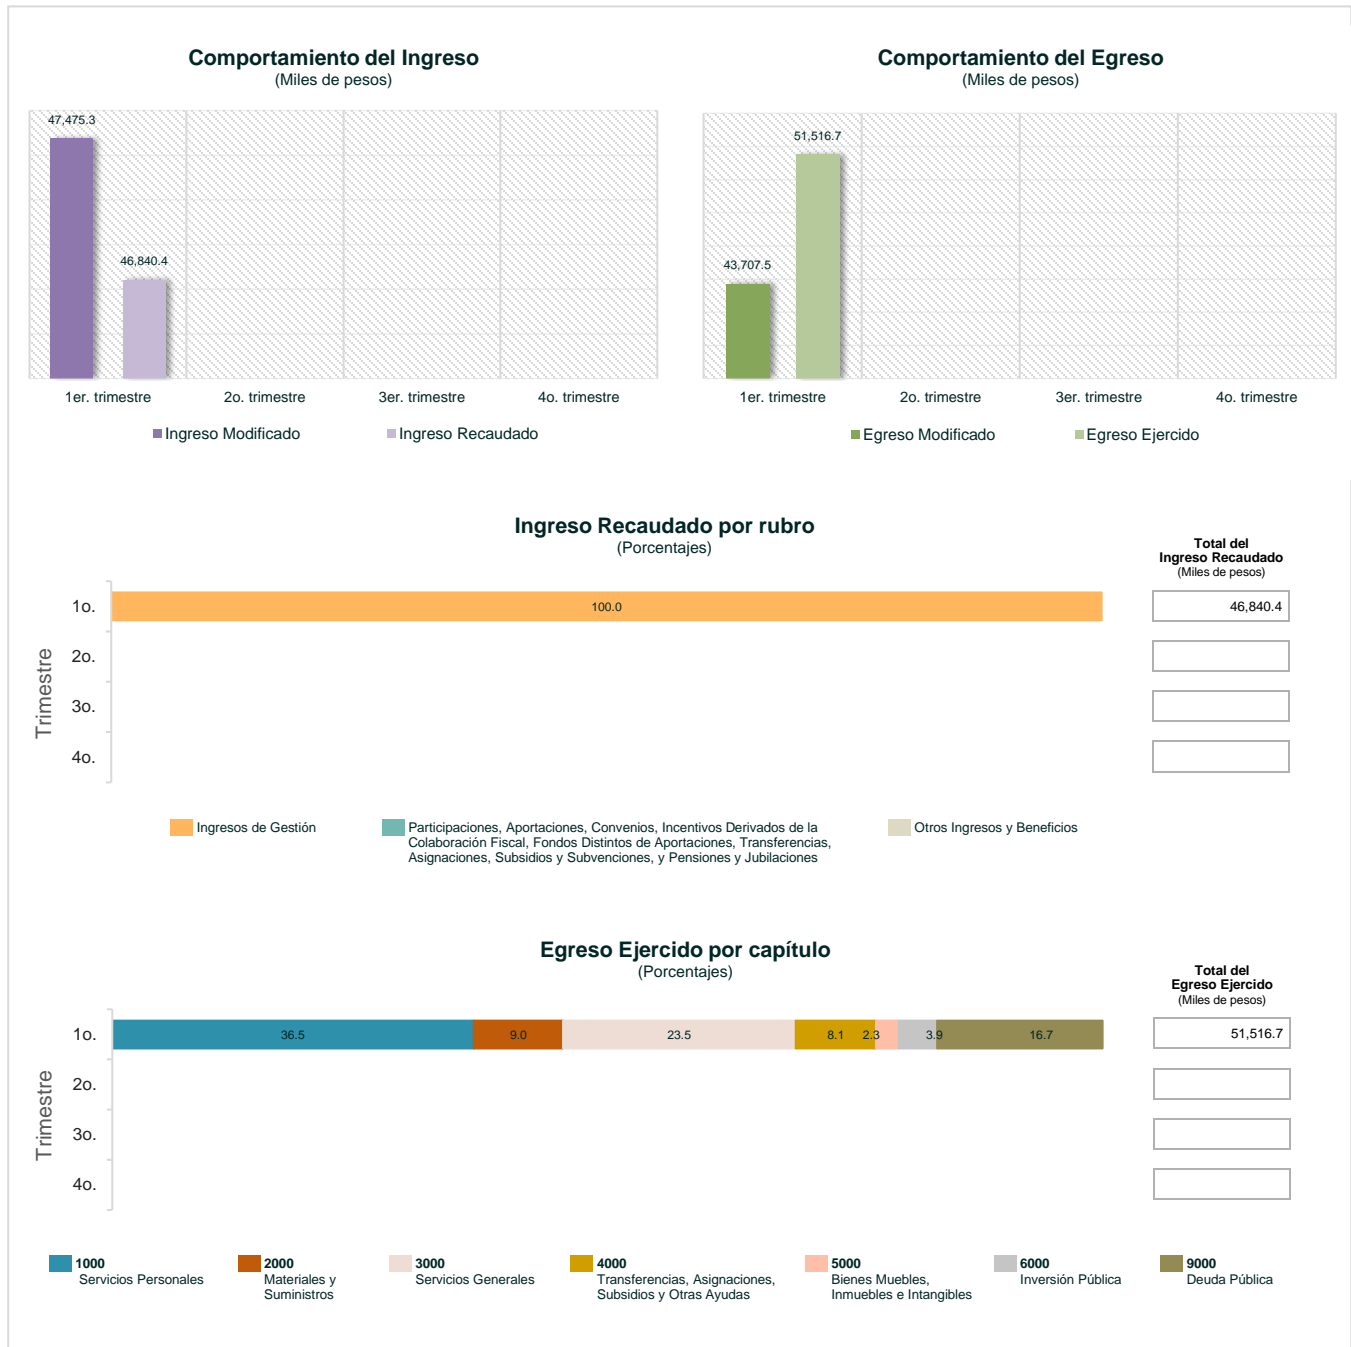 Comportamiento del Ingreso
(Miles de pesos)
47,475.3
46,840.4
1er. trimestre 2o. trimestre 3er. trimestre 4o. trimestre
Ingreso Modificado Ingreso Recaudado
Comportamiento del Egreso
(Miles de pesos)
51,516.7
43,707.5
1er. trimestre 2o. trimestre 3er. trimestre 4o. trimestre
Egreso Modificado Egreso Ejercido
Ingreso Recaudado por rubro
(Porcentajes)
Total del
Ingreso Recaudado
(Miles de pesos)
Trimestre
1o. 100.0 46,840.4
2o.
3o.
4o.
Ingresos de Gestión
Participaciones, Aportaciones, Convenios, Incentivos Derivados de la
Colaboración Fiscal, Fondos Distintos de Aportaciones, Transferencias,
Asignaciones, Subsidios y Subvenciones, y Pensiones y Jubilaciones
Otros Ingresos y Beneficios
Egreso Ejercido por capítulo
(Porcentajes)
Total del
Egreso Ejercido
(Miles de pesos)
Trimestre
1o. 36.5 9.0 23.5 8.1 2.3 3.9 16.7 51,516.7
2o.
3o.
4o.
1000
Servicios Personales
2000
Materiales y
Suministros
3000
Servicios Generales
4000
Transferencias, Asignaciones,
Subsidios y Otras Ayudas
5000
Bienes Muebles,
Inmuebles e Intangibles
6000
Inversión Pública
9000
Deuda Pública